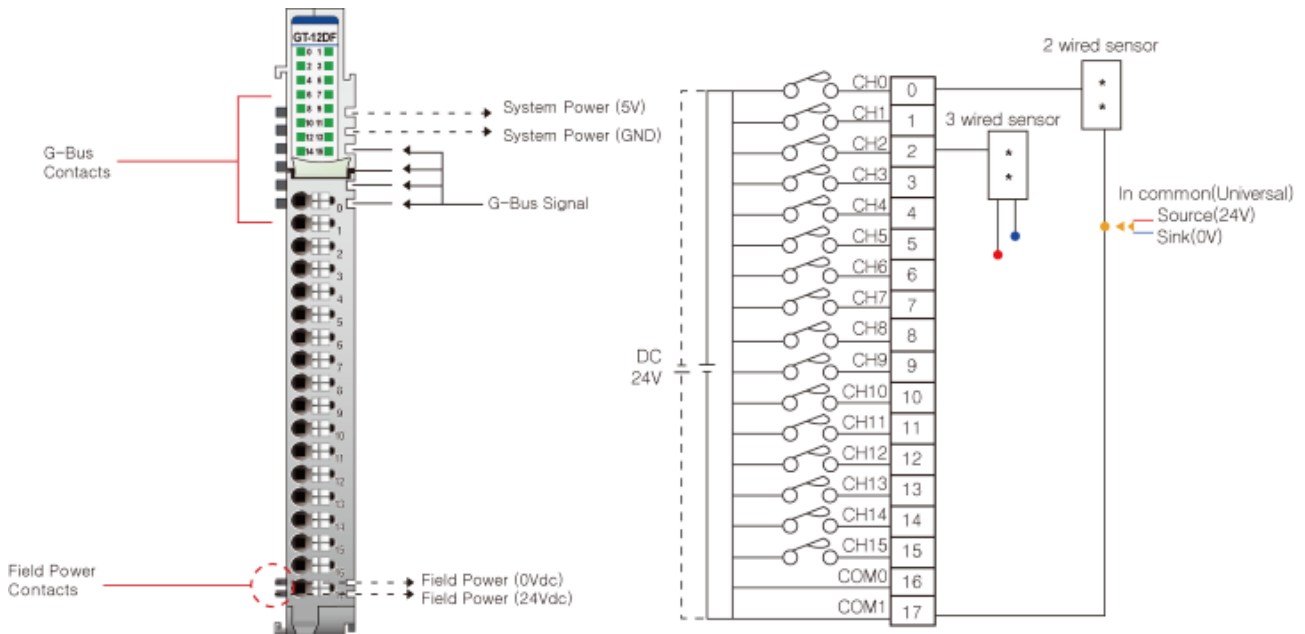 GT-12DF
0 1
2 3
4 5
6 7
8 9
10 11
12 13
14 15
System Power (5V)
System Power (GND)
G-Bus
Contacts
G-Bus Signal
0
1
2
3
4
5
6
7
8
9
10
11
12
13
14
15
16
Field Power
Contacts
Field Power (0Vdc)
Field Power (24Vdc)
DC
24V
CH0 0
CH1 1
CH2 2
CH3 3
CH4 4
CH5 5
CH6 6
CH7 7
CH8 8
CH9 9
CH10 10
CH11 11
CH12 12
CH13 13
CH14 14
CH15 15
COM0 16
COM1 17
2 wired sensor
*
*
3 wired sensor
*
*
In common(Universal)
Source(24V)
Sink(0V)